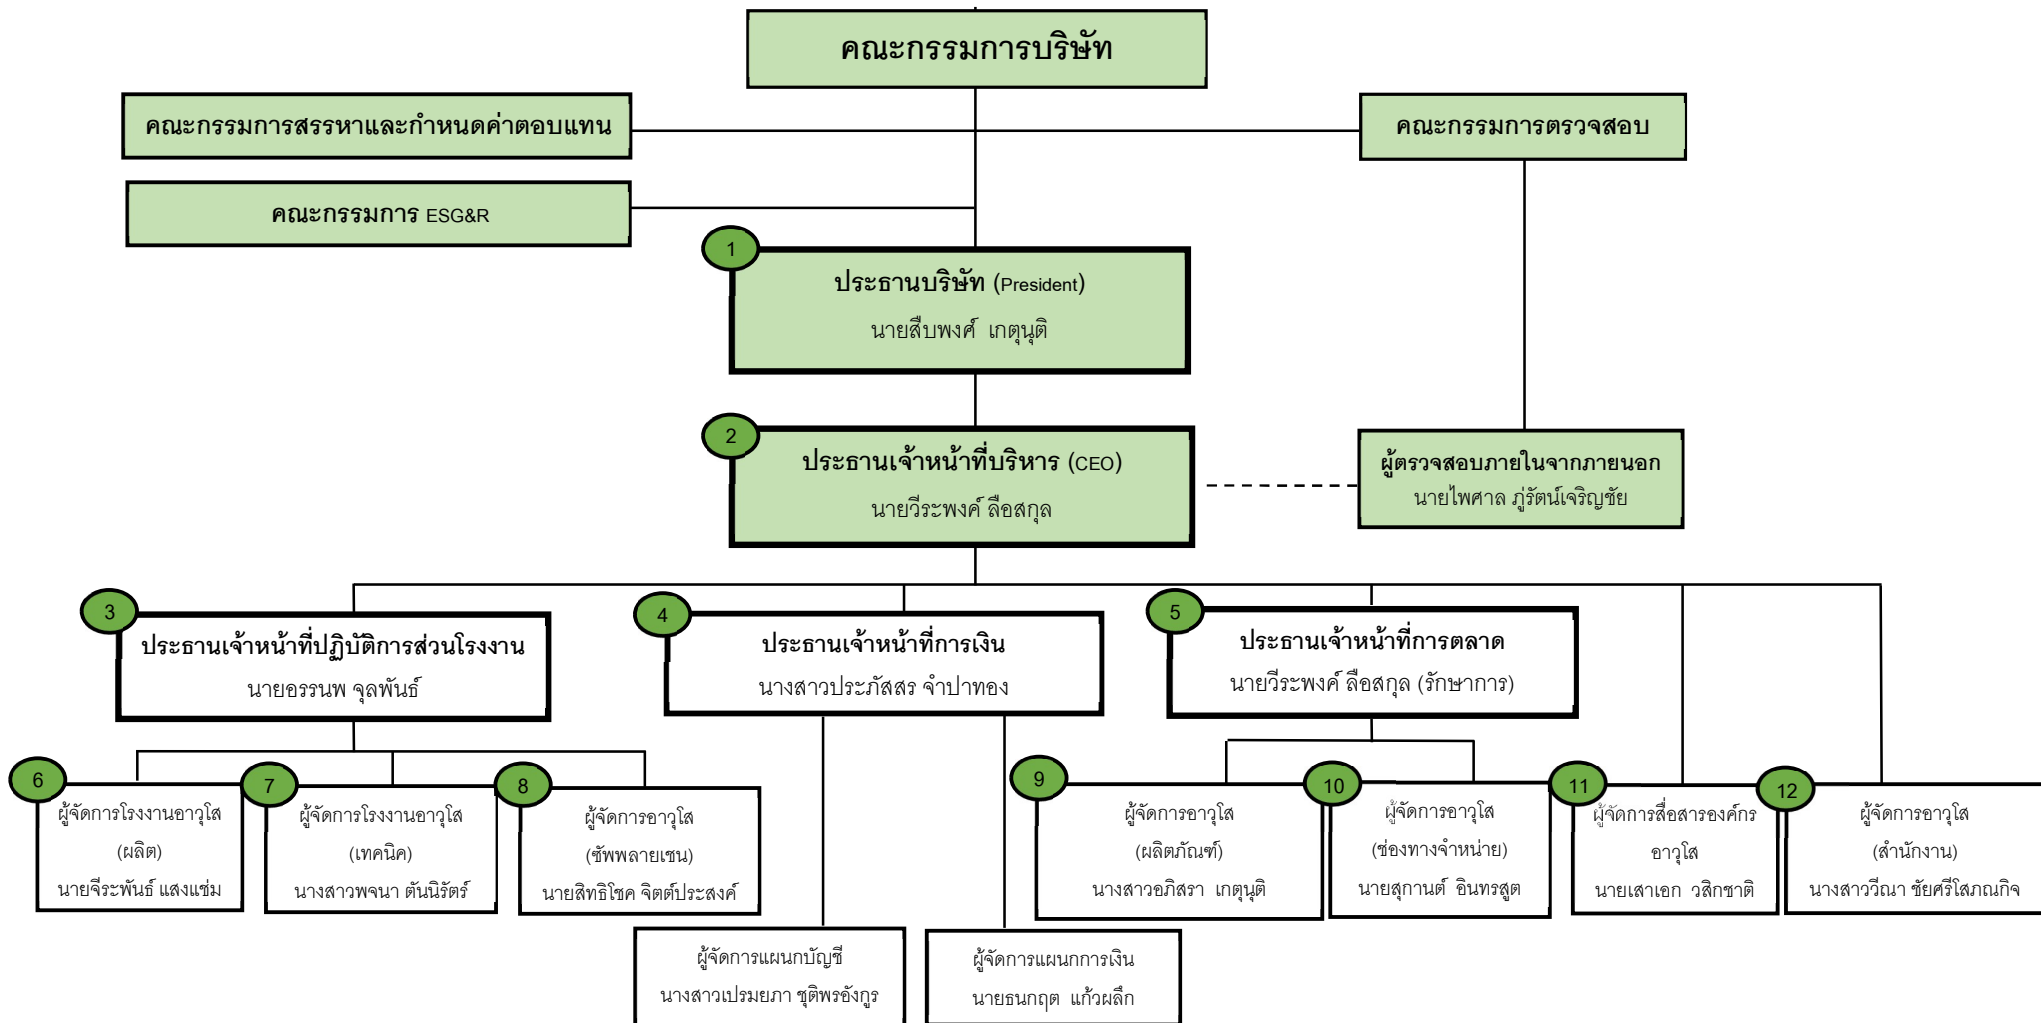 คณะกรรมการบริษัท
คณะกรรมการสรรหาและกำหนดค่าตอบแทน
คณะกรรมการตรวจสอบ
คณะกรรมการ ESG&R
1
ประธานบริษัท (President)
นายสืบพงศ์ เกตุนุติ
2
ประธานเจ้าหน้าที่บริหาร (CEO)
นายวีระพงค์ ลือสกุล
ผู้ตรวจสอบภายในจากภายนอก
นายไพศาล ภู่รัตน์เจริญชัย
3
ประธานเจ้าหน้าที่ปฏิบัติการส่วนโรงงาน
นายอรรนพ จุลพันธ์
4
ประธานเจ้าหน้าที่การเงิน
นางสาวประภัสสร จำปาทอง
5
ประธานเจ้าหน้าที่การตลาด
นายวีระพงค์ ลือสกุล (รักษาการ)
6
ผู้จัดการโรงงานอาวุโส
(ผลิต)
นายจีระพันธ์ แสงแช่ม
7
ผู้จัดการโรงงานอาวุโส
(เทคนิค)
นางสาวพจนา ตันนิรัตร์
8
ผู้จัดการอาวุโส
(ซัพพลายเชน)
นายสิทธิโชค จิตต์ประสงค์
9
ผู้จัดการอาวุโส
(ผลิตภัณฑ์)
นางสาวอภิสรา เกตุนุติ
10
ผู้จัดการอาวุโส
(ช่องทางจำหน่าย)
นายสุกานต์ อินทรสูต
11
ผู้จัดการสื่อสารองค์กร
อาวุโส
นายเสาเอก วสิกชาติ
12
ผู้จัดการอาวุโส
(สำนักงาน)
นางสาววีณา ชัยศรีโสภณกิจ
ผู้จัดการแผนกบัญชี
นางสาวเปรมยภา ชุติพรอังกูร
ผู้จัดการแผนกการเงิน
นายธนกฤต แก้วผลึก